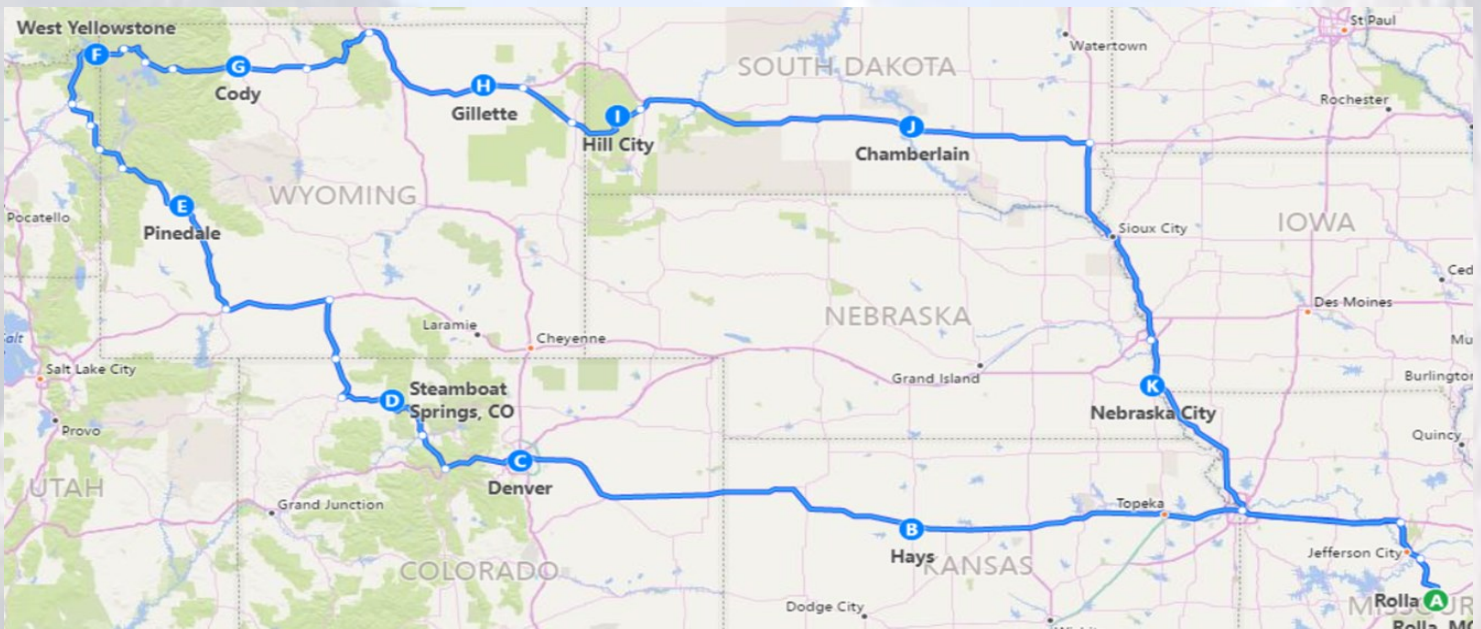 West Yellowstone
F
St Paul
Watertown
SOUTH DAKOTA
G
Cody
H
Gillette
Rochester
I
Hill City
J
Chamberlain
WYOMING
E
Pinedale
Pocatello
Sioux City
IOWA
Des Moines
NEBRASKA
Laramie
Cheyenne
Salt Lake City
Grand Island
Burlington
K
Nebraska City
D
Steamboat
Springs, CO
Provo
Quincy
C
Denver
UTAH
Grand Junction
Topeka
B
Hays
KANSAS
COLORADO
Jefferson City
Dodge City
Rolla A